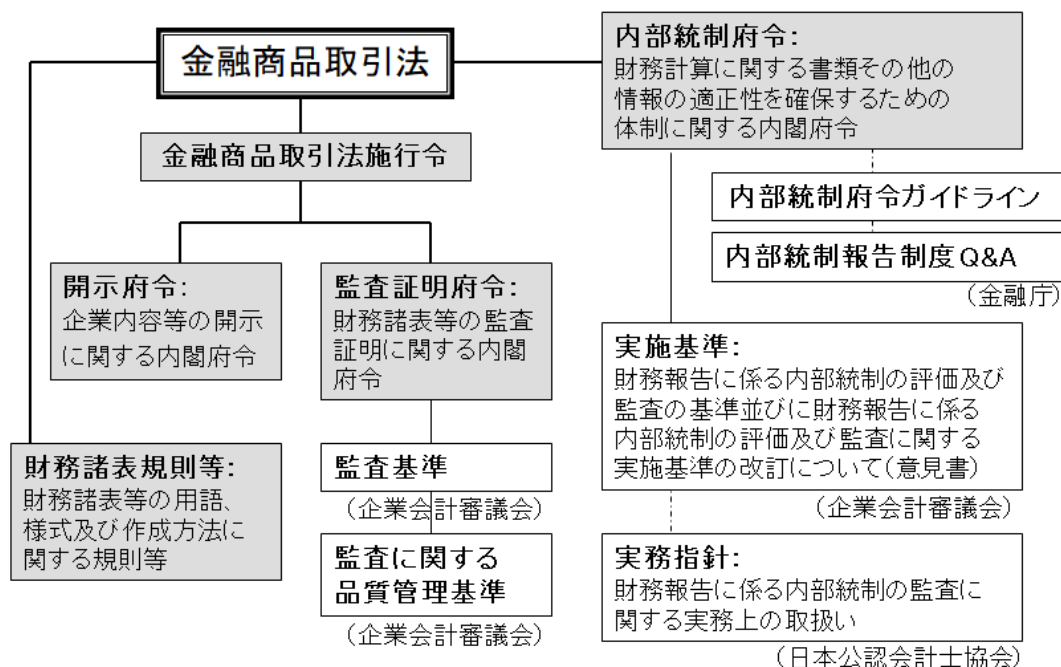 金融商品取引法
金融商品取引法施行令
開示府令:
企業内容等の開示
に関する内閣府令
監査証明府令:
財務諸表等の監査
証明に関する内閣
府令
財務諸表規則等:
財務諸表等の用語、
様式及び作成方法に
関する規則等
監査基準
(企業会計審議会)
監査に関する
品質管理基準
(企業会計審議会)
内部統制府令:
財務計算に関する書類その他の
情報の適正性を確保するための
体制に関する内閣府令
内部統制府令ガイドライン
内部統制報告制度Q&A
(金融庁)
実施基準:
財務報告に係る内部統制の評価及び
監査の基準並びに財務報告に係る
内部統制の評価及び監査に関する
実施基準の改訂について(意見書)
(企業会計審議会)
実務指針:
財務報告に係る内部統制の監査に
関する実務上の取扱い
(日本公認会計士協会)